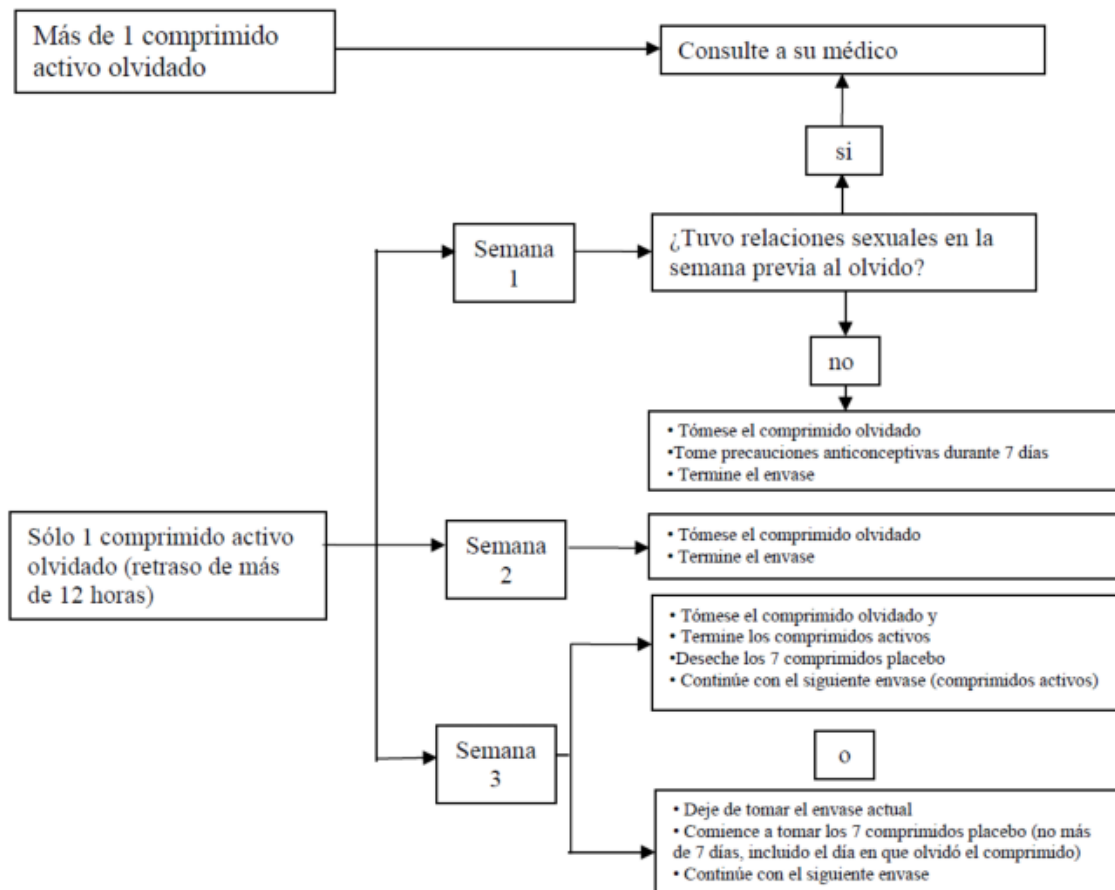 Más de 1 comprimido
activo olvidado
Consulte a su médico
si
Semana
1
¿Tuvo relaciones sexuales en la
semana previa al olvido?
no
• Tómese el comprimido olvidado
•Tome precauciones anticonceptivas durante 7 días
• Termine el envase
Sólo 1 comprimido activo
olvidado (retraso de más
de 12 horas)
Semana
2
• Tómese el comprimido olvidado
• Termine el envase
• Tómese el comprimido olvidado y
• Termine los comprimidos activos
•Deseche los 7 comprimidos placebo
• Continúe con el siguiente envase (comprimidos activos)
Semana
3
o
• Deje de tomar el envase actual
• Comience a tomar los 7 comprimidos placebo (no más
de 7 días, incluido el día en que olvidó el comprimido)
• Continúe con el siguiente envase